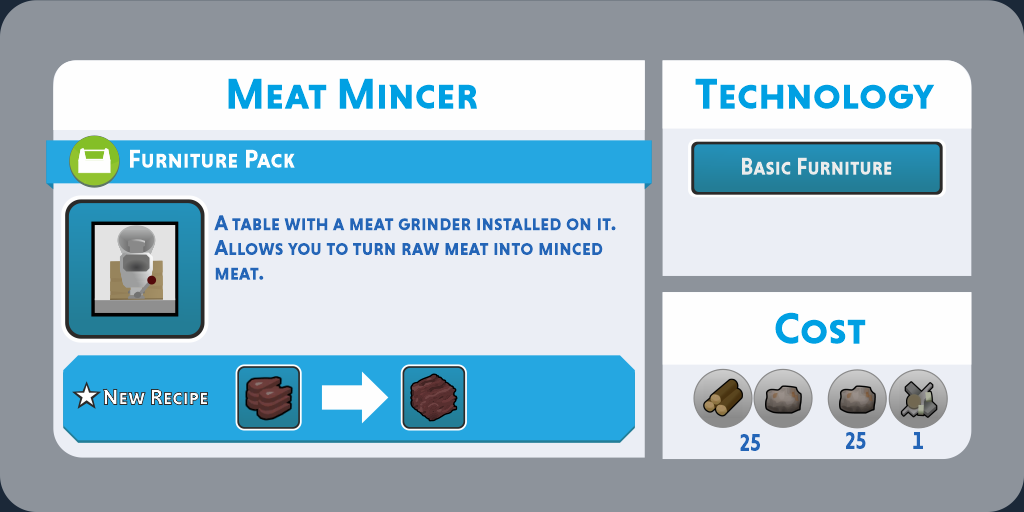 Meat Mincer
Furniture Pack
A table with a meat grinder installed on it.
Allows you to turn raw meat into minced
meat.
New Recipe
Technology
Basic Furniture
Cost
25 25 1